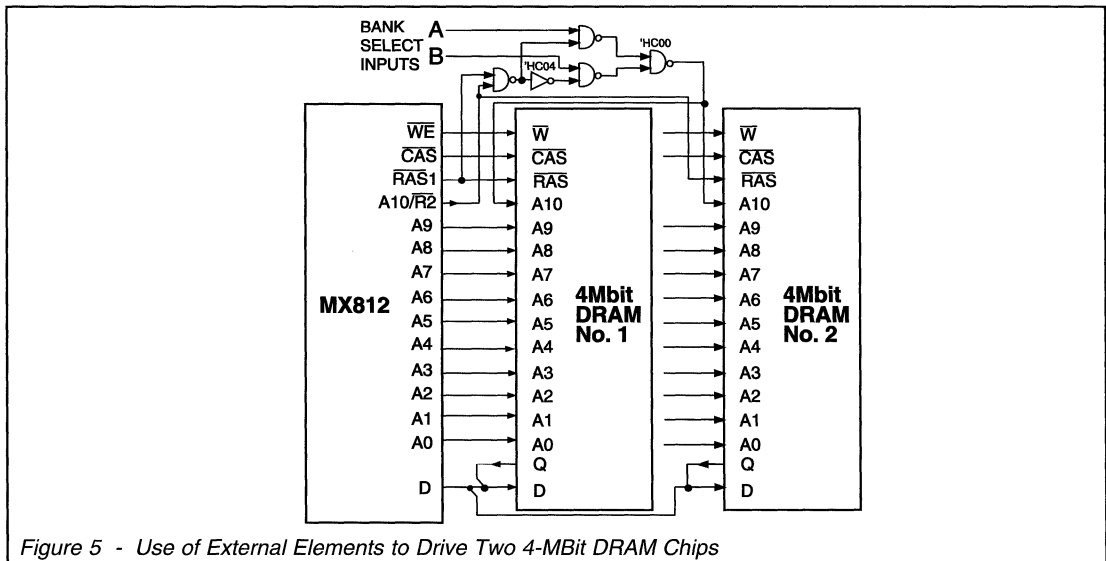 BANK A
SELECT
INPUTS B
'HC00
'HC04
MX812
W̅E̅
C̅A̅S̅
R̅A̅S̅1
A10/R̅2̅
A9
A8
A7
A6
A5
A4
A3
A2
A1
A0
D
W̅
C̅A̅S̅
R̅A̅S̅
A10
A9
A8
A7
A6
A5
A4
A3
A2
A1
A0
Q
D
4Mbit
DRAM
No. 1
W̅
C̅A̅S̅
R̅A̅S̅
A10
A9
A8
A7
A6
A5
A4
A3
A2
A1
A0
Q
D
4Mbit
DRAM
No. 2
Figure 5 - Use of External Elements to Drive Two 4-MBit DRAM Chips